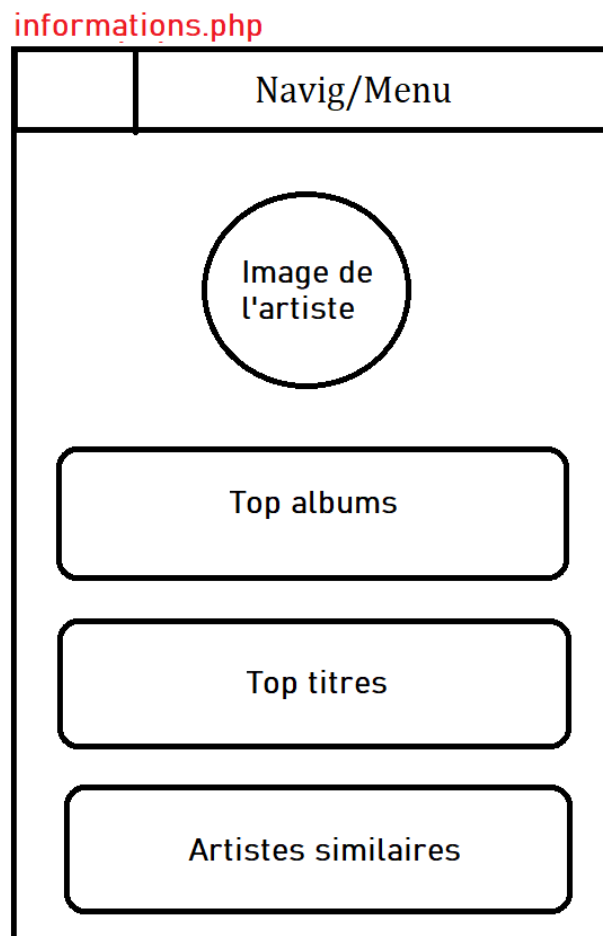 informations.php
Navig/Menu
Image de
l'artiste
Top albums
Top titres
Artistes similaires